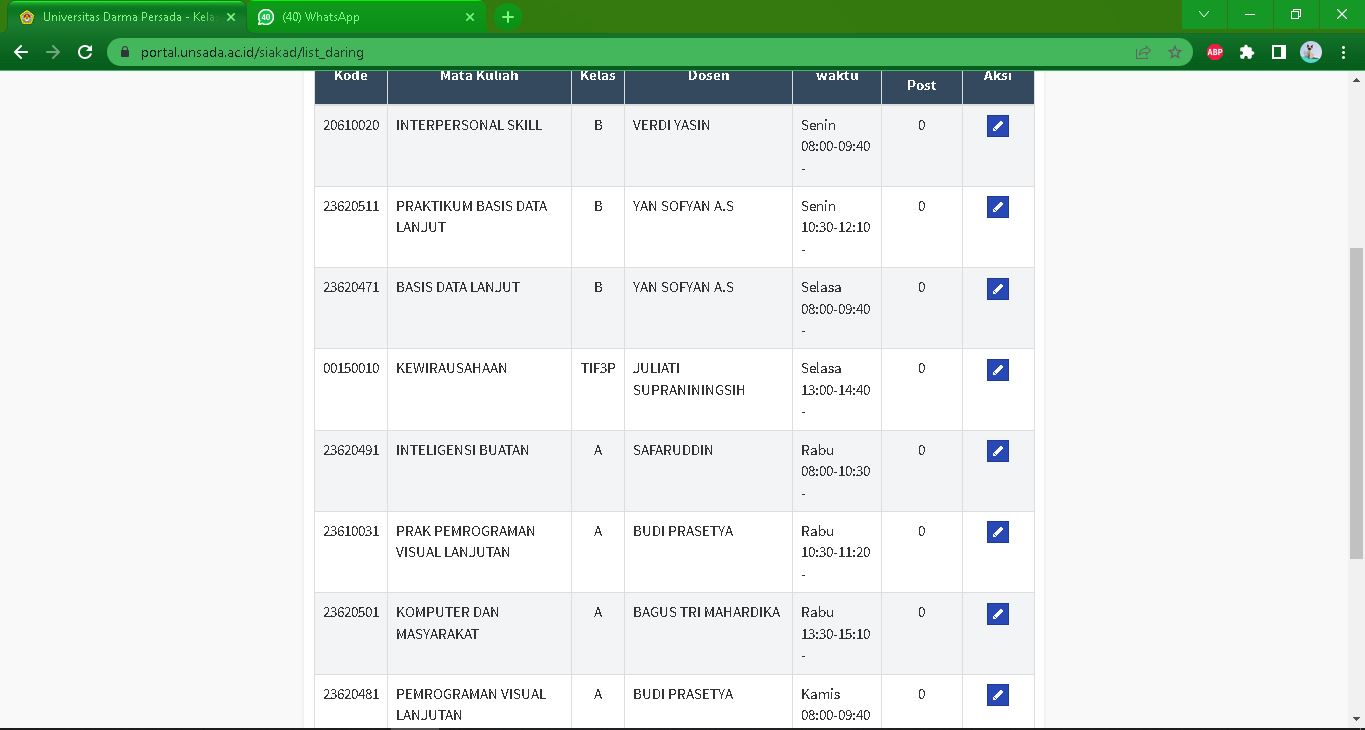 Universitas Darma Persada - Kela
(40) WhatsApp
portal.unsada.ac.id/siakad/list_daring
ABP
Kode Mata Kuliah Kelas Dosen waktu Post Aksi
20610020 INTERPERSONAL SKILL B VERDI YASIN Senin 0
08:00-09:40
-
23620511 PRAKTIKUM BASIS DATA B YAN SOFYAN A.S Senin 0
LANJUT 10:30-12:10
-
23620471 BASIS DATA LANJUT B YAN SOFYAN A.S Selasa 0
08:00-09:40
-
00150010 KEWIRAUSAHAAN TIF3P JULIATI Selasa 0
SUPRANININGSIH 13:00-14:40
-
23620491 INTELIGENSI BUATAN A SAFARUDDIN Rabu 0
08:00-10:30
-
23610031 PRAK PEMROGRAMAN A BUDI PRASETYA Rabu 0
VISUAL LANJUTAN 10:30-11:20
-
23620501 KOMPUTER DAN A BAGUS TRI MAHARDIKA Rabu 0
MASYARAKAT 13:30-15:10
-
23620481 PEMROGRAMAN VISUAL A BUDI PRASETYA Kamis 0
LANJUTAN 08:00-09:40